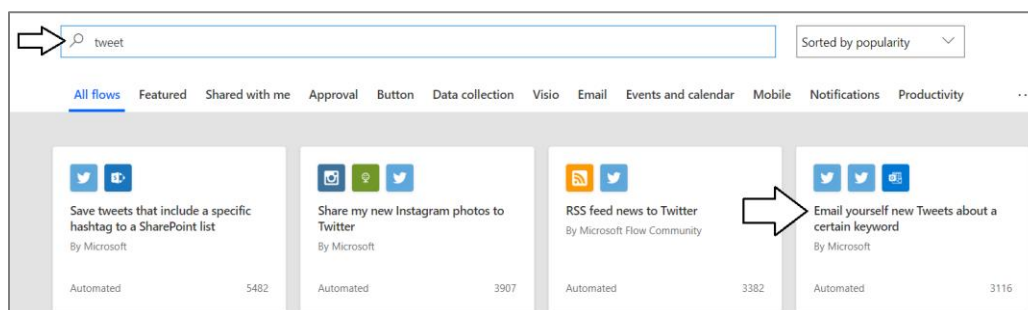 tweet
Sorted by popularity
All flows Featured Shared with me Approval Button Data collection Visio Email Events and calendar Mobile Notifications Productivity ...
Save tweets that include a specific
hashtag to a SharePoint list
By Microsoft
Automated 5482
Share my new Instagram photos to
Twitter
By Microsoft
Automated 3907
RSS feed news to Twitter
By Microsoft Flow Community
Automated 3382
Email yourself new Tweets about a
certain keyword
By Microsoft
Automated 3116